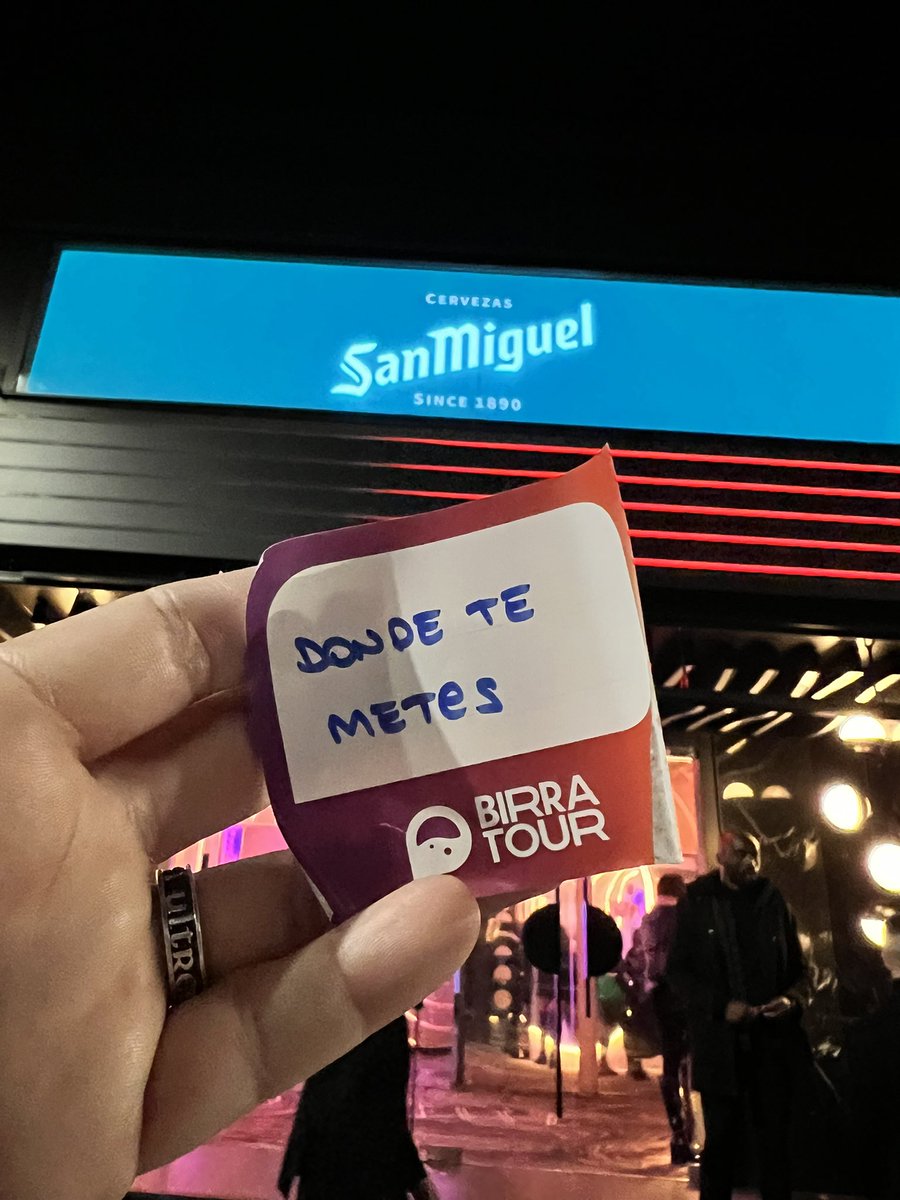 CERVEZAS
SanMiguel
SINCE 1890
DONDE TE
METES
BIRRA
TOUR